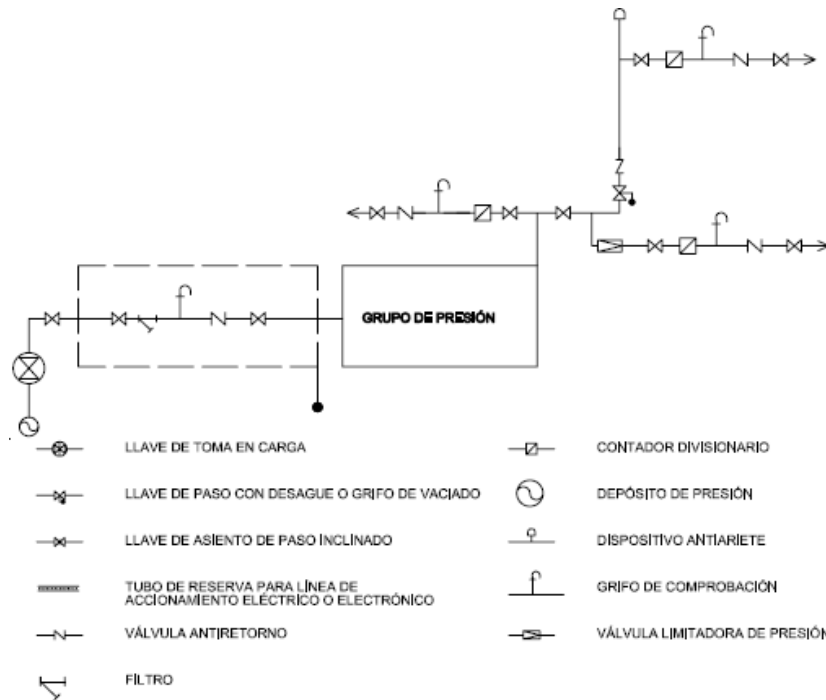 GRUPO DE PRESIÓN
LLAVE DE TOMA EN CARGA
CONTADOR DIVISIONARIO
LLAVE DE PASO CON DESAGUE O GRIFO DE VACIADO
DEPÓSITO DE PRESIÓN
LLAVE DE ASIENTO DE PASO INCLINADO
DISPOSITIVO ANTIARIETE
TUBO DE RESERVA PARA LÍNEA DE
ACCIONAMIENTO ELÉCTRICO O ELECTRÓNICO
GRIFO DE COMPROBACIÓN
VÁLVULA ANTIRETORNO
VÁLVULA LIMITADORA DE PRESIÓN
FILTRO